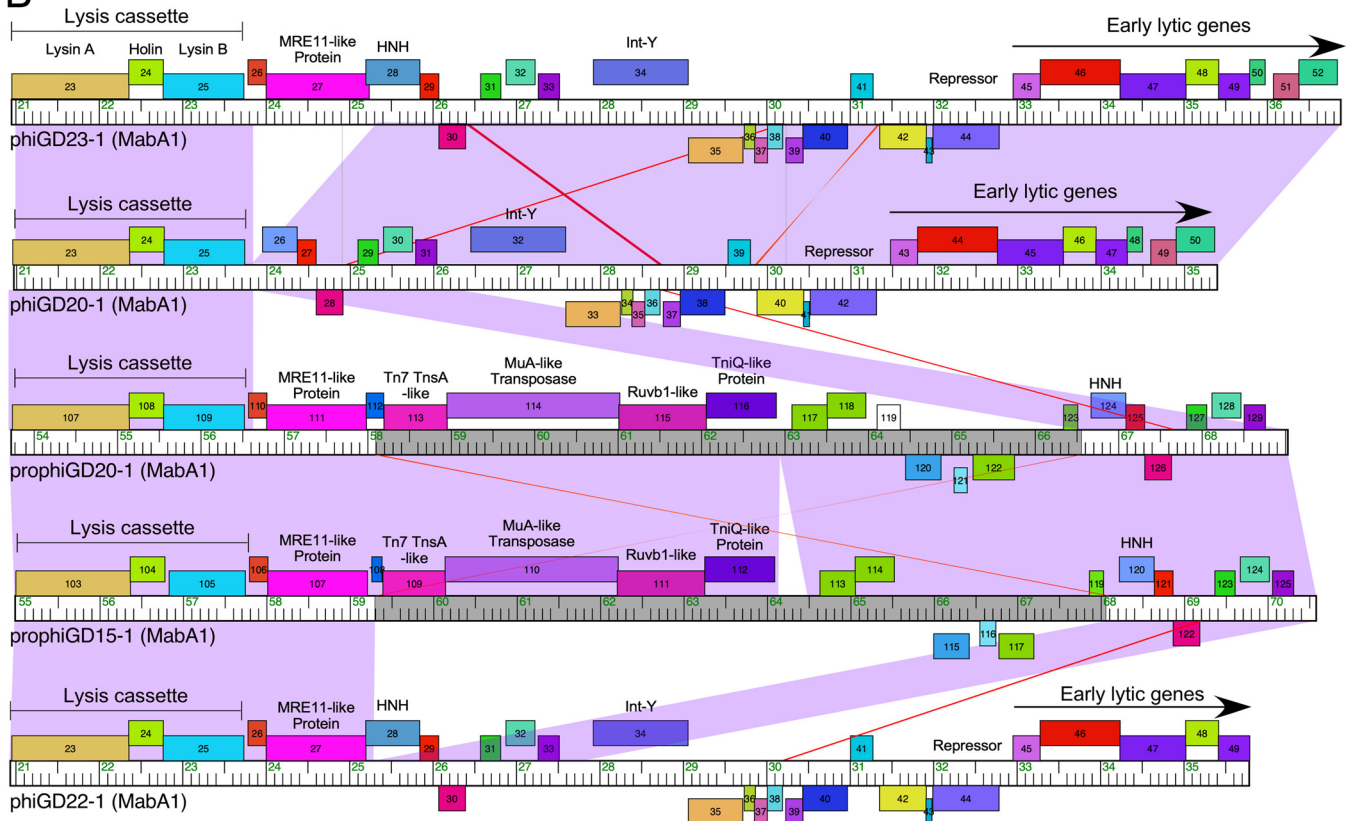 Lysis cassette
Early lytic genes
Lysin A Holin Lysin B MRE11-like Protein HNH Int-Y Repressor
23 24 25 26 27 28 29 31 32 33 34 41 45 46 47 48 49 50 51 52
21 22 23 24 25 26 27 28 29 30 31 32 33 34 35 36
phiGD23-1 (MabA1)
30 35 36 37 38 39 40 42 43 44
Lysis cassette
Early lytic genes
Int-Y Repressor
23 24 25 26 27 29 30 31 32 39 43 44 45 46 47 48 49 50
21 22 23 24 25 26 27 28 29 30 31 32 33 34 35
phiGD20-1 (MabA1)
28 33 34 35 36 37 38 40 41 42
Lysis cassette
MRE11-like Protein Tn7 TnsA -like MuA-like Transposase Ruvb1-like TniQ-like Protein HNH
107 108 109 110 111 112 113 114 115 116 117 118 119 123 124 125 127 128 129
54 55 56 57 58 59 60 61 62 63 64 65 66 67 68
prophiGD20-1 (MabA1)
120 121 122 126
Lysis cassette
MRE11-like Protein Tn7 TnsA -like MuA-like Transposase Ruvb1-like TniQ-like Protein HNH
103 104 105 106 107 108 109 110 111 112 113 114 119 120 121 123 124 125
55 56 57 58 59 60 61 62 63 64 65 66 67 68 69 70
prophiGD15-1 (MabA1)
115 116 117 122
Lysis cassette
Early lytic genes
MRE11-like Protein HNH Int-Y Repressor
23 24 25 26 27 28 29 31 32 33 34 41 45 46 47 48 49
21 22 23 24 25 26 27 28 29 30 31 32 33 34 35
phiGD22-1 (MabA1)
30 35 36 37 38 39 40 42 43 44